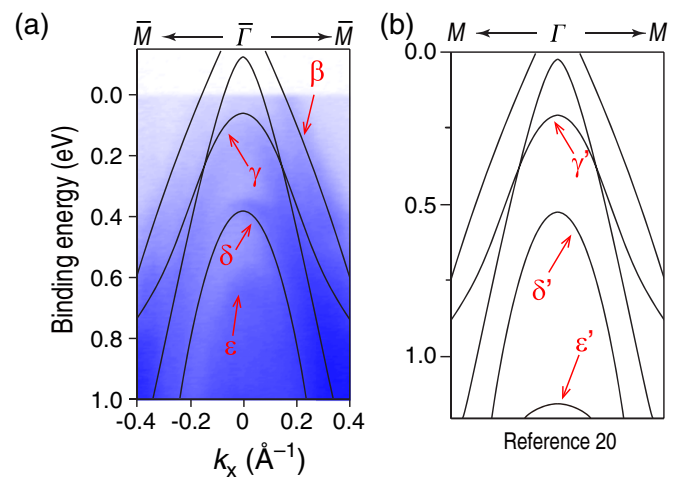 (a)
M̄ ← Γ̄ → M̄
0.0
0.2
0.4
0.6
0.8
1.0
Binding energy (eV)
β
γ
δ
ε
-0.4 -0.2 0 0.2 0.4
kₓ (Å⁻¹)
(b)
M ← Γ → M
0.0
0.5
1.0
γ'
δ'
ε'
Reference 20